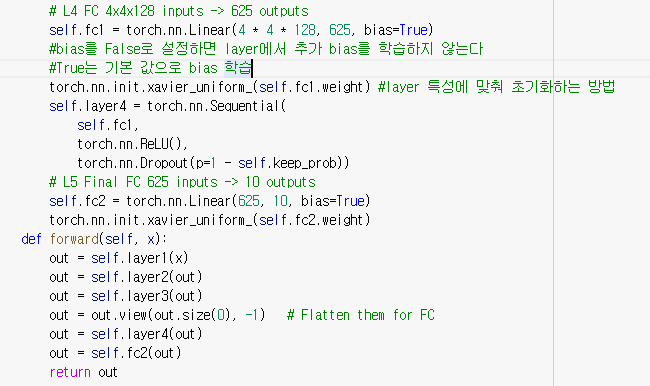 # L4 FC 4x4x128 inputs -> 625 outputs
self.fc1 = torch.nn.Linear(4 * 4 * 128, 625, bias=True)
#bias를 False로 설정하면 layer에서 추가 bias를 학습하지 않는다
#True는 기본 값으로 bias 학습
torch.nn.init.xavier_uniform_(self.fc1.weight) #layer 특성에 맞춰 초기화하는 방법
self.layer4 = torch.nn.Sequential(
self.fc1,
torch.nn.ReLU(),
torch.nn.Dropout(p=1 - self.keep_prob))
# L5 Final FC 625 inputs -> 10 outputs
self.fc2 = torch.nn.Linear(625, 10, bias=True)
torch.nn.init.xavier_uniform_(self.fc2.weight)
def forward(self, x):
out = self.layer1(x)
out = self.layer2(out)
out = self.layer3(out)
out = out.view(out.size(0), -1)   # Flatten them for FC
out = self.layer4(out)
out = self.fc2(out)
return out